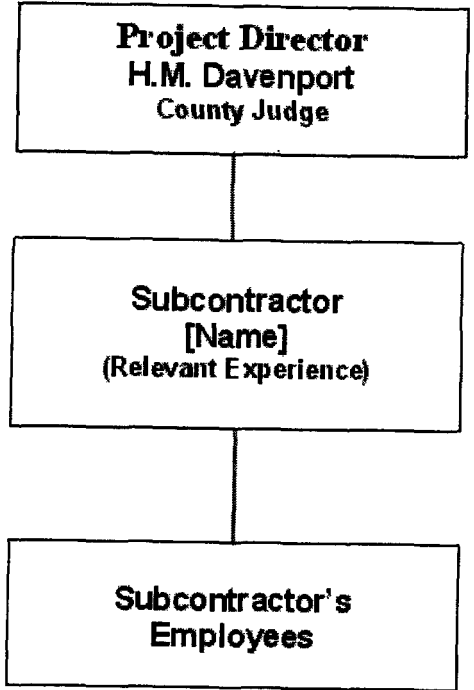 Project Director
H.M. Davenport
County Judge
Subcontractor
[Name]
(Relevant Experience)
Subcontractor's
Employees